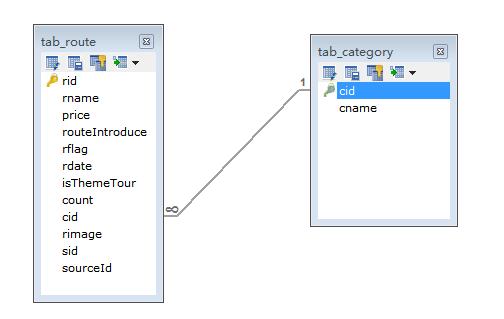 tab_route
rid
rname
price
routeIntroduce
rflag
rdate
isThemeTour
count
cid
rimage
sid
sourceId
∞
1
tab_category
cid
cname